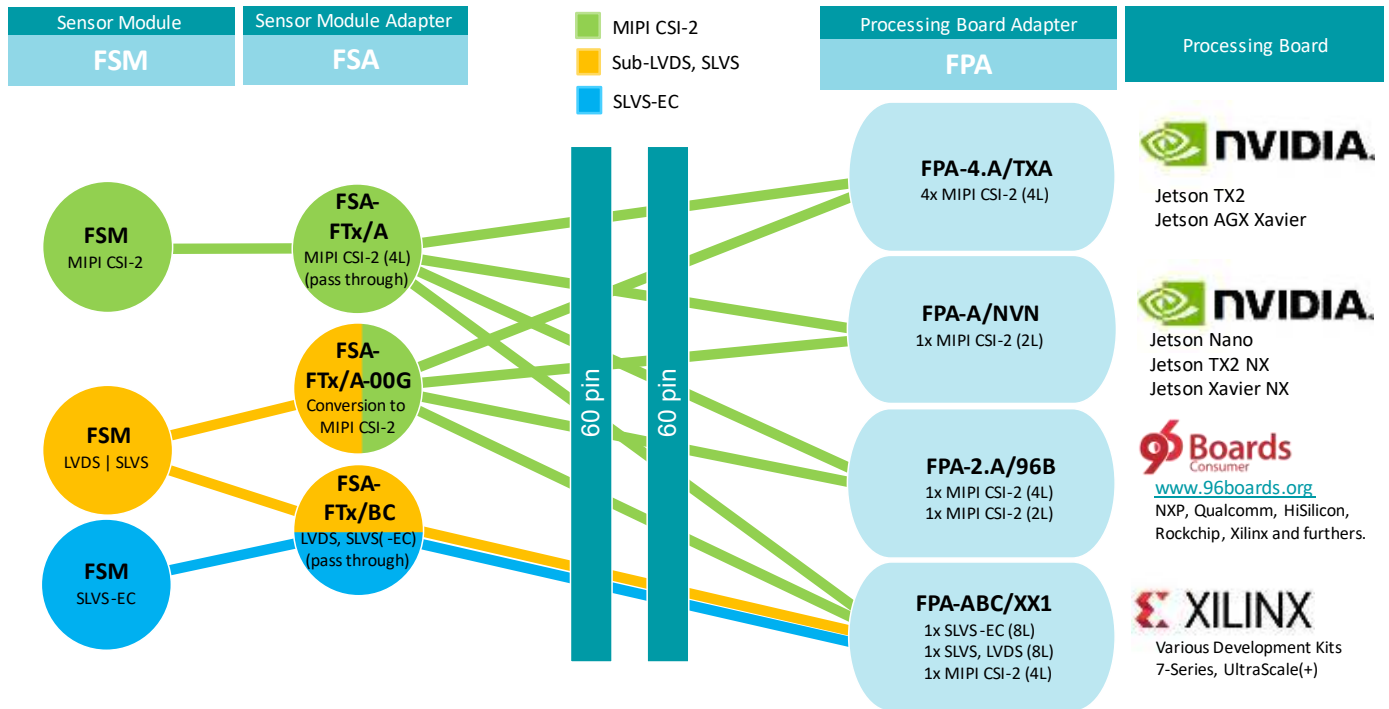 Sensor Module
FSM
Sensor Module Adapter
FSA
MIPI CSI-2
Sub-LVDS, SLVS
SLVS-EC
Processing Board Adapter
FPA
Processing Board
FSM
MIPI CSI-2
FSM
LVDS | SLVS
FSM
SLVS-EC
FSA-
FTx/A
MIPI CSI-2 (4L)
(pass through)
FSA-
FTx/A-00G
Conversion to
MIPI CSI-2
FSA-
FTx/BC
LVDS, SLVS( -EC)
(pass through)
60 pin
60 pin
FPA-4.A/TXA
4x MIPI CSI-2 (4L)
FPA-A/NVN
1x MIPI CSI-2 (2L)
FPA-2.A/96B
1x MIPI CSI-2 (4L)
1x MIPI CSI-2 (2L)
FPA-ABC/XX1
1x SLVS-EC (8L)
1x SLVS, LVDS (8L)
1x MIPI CSI-2 (4L)
NVIDIA.
Jetson TX2
Jetson AGX Xavier
NVIDIA.
Jetson Nano
Jetson TX2 NX
Jetson Xavier NX
96Boards
Consumer
www.96boards.org
NXP, Qualcomm, HiSilicon,
Rockchip, Xilinx and furthers.
XILINX
Various Development Kits
7-Series, UltraScale(+)